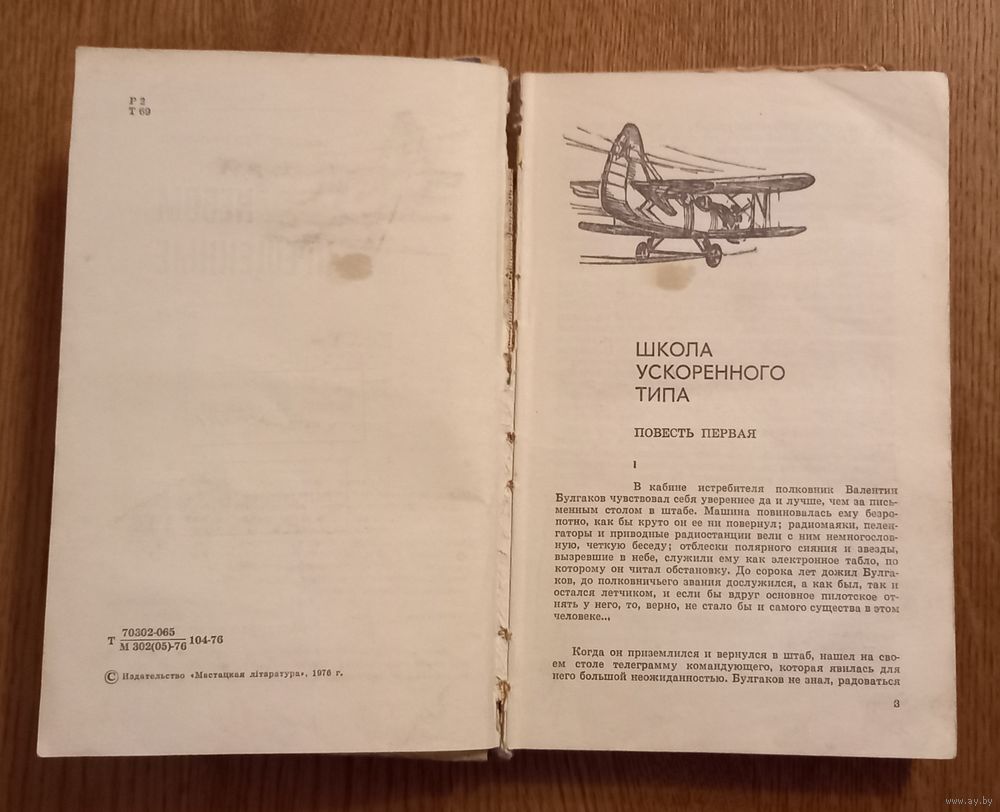 Р 2
Т 69
Т 70302-065 104-76
М 302(05)-76
© Издательство «Мастацкая літаратура», 1976 г.
ШКОЛА
УСКОРЕННОГО
ТИПА
ПОВЕСТЬ ПЕРВАЯ
I
В кабине истребителя полковник Валентин
Булгаков чувствовал себя увереннее да и лучше, чем за пись-
менным столом в штабе. Машина повиновалась ему безро-
потно, как бы круто он ее ни повернул; радиомаяки, пелен-
гаторы и приводные радиостанции вели с ним немногослов-
ную, четкую беседу; отблески полярного сияния и звезды,
вызревшие в небе, служили ему как электронное табло, по
которому он читал обстановку. До сорока лет дожил Булга-
ков, до полковничьего звания дослужился, а как был, так и
остался летчиком, и если бы вдруг основное пилотское от-
нять у него, то, верно, не стало бы и самого существа в этом
человеке...
Когда он приземлился и вернулся в штаб, нашел на сво-
ем столе телеграмму командующего, которая явилась для
него большой неожиданностью. Булгаков не знал, радоваться
3
www.ay.by